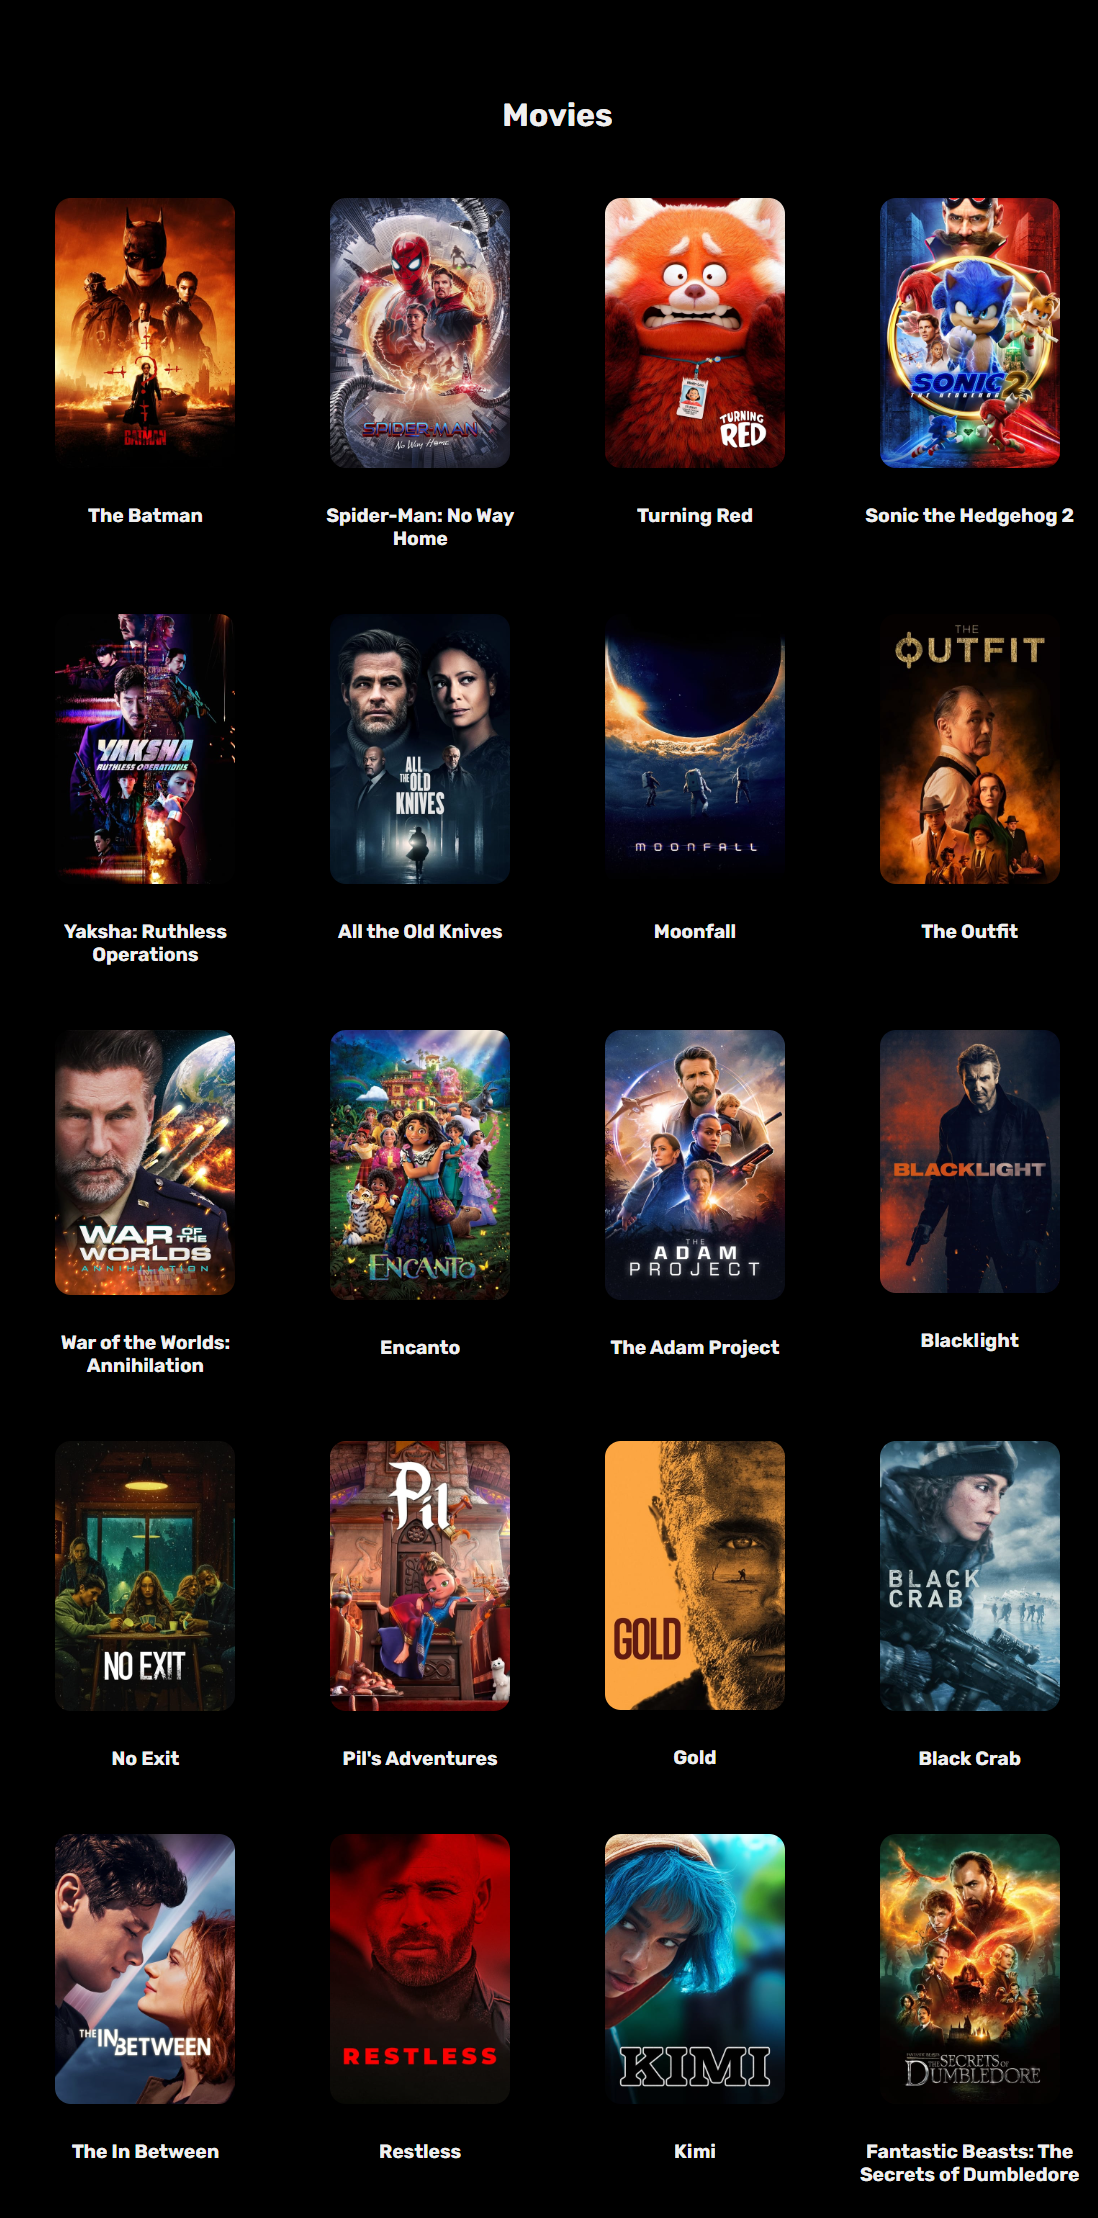 Movies
BATMAN
SPIDER-MAN
No Way Home
TURNING
RED
SONIC 2
THE HEDGEHOG
The Batman
Spider-Man: No Way
Home
Turning Red
Sonic the Hedgehog 2
YAKSHA
RUTHLESS OPERATIONS
ALL
THE OLD
KNIVES
MOONFALL
THE
OUTFIT
Yaksha: Ruthless
Operations
All the Old Knives
Moonfall
The Outfit
WAR OF
THE
WORLDS
ANNIHILATION
ENCANTO
THE
ADAM
PROJECT
BLACKLIGHT
War of the Worlds:
Annihilation
Encanto
The Adam Project
Blacklight
NO EXIT
Pil
GOLD
BLACK
CRAB
No Exit
Pil's Adventures
Gold
Black Crab
THE IN
BETWEEN
RESTLESS
KIMI
THE SECRETS OF
DUMBLEDORE
The In Between
Restless
Kimi
Fantastic Beasts: The
Secrets of Dumbledore